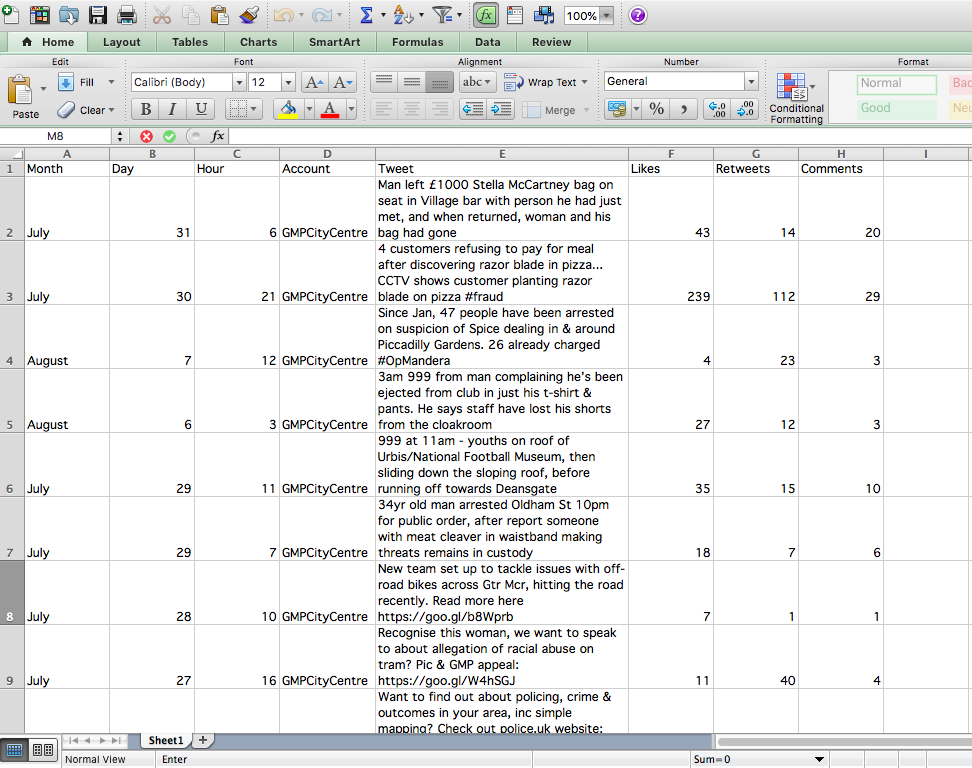 100%
Home Layout Tables Charts SmartArt Formulas Data Review
Edit Font Alignment Number Format
Fill Calibri (Body) 12 A A abc Wrap Text General Normal Bad
Paste Clear B I U A Merge % , .0 .00 .00 .0 Conditional Formatting Good Neu
M8 fx
A B C D E F G H I
1 Month Day Hour Account Tweet Likes Retweets Comments
Man left £1000 Stella McCartney bag on
seat in Village bar with person he had just
met, and when returned, woman and his
2 July 31 6 GMPCityCentre bag had gone 43 14 20
4 customers refusing to pay for meal
after discovering razor blade in pizza...
CCTV shows customer planting razor
3 July 30 21 GMPCityCentre blade on pizza #fraud 239 112 29
Since Jan, 47 people have been arrested
on suspicion of Spice dealing in & around
Piccadilly Gardens. 26 already charged
4 August 7 12 GMPCityCentre #OpMandera 4 23 3
3am 999 from man complaining he's been
ejected from club in just his t-shirt &
pants. He says staff have lost his shorts
5 August 6 3 GMPCityCentre from the cloakroom 27 12 3
999 at 11am - youths on roof of
Urbis/National Football Museum, then
sliding down the sloping roof, before
6 July 29 11 GMPCityCentre running off towards Deansgate 35 15 10
34yr old man arrested Oldham St 10pm
for public order, after report someone
with meat cleaver in waistband making
7 July 29 7 GMPCityCentre threats remains in custody 18 7 6
New team set up to tackle issues with off-
road bikes across Gtr Mcr, hitting the road
recently. Read more here
8 July 28 10 GMPCityCentre https://goo.gl/b8Wprb 7 1 1
Recognise this woman, we want to speak
to about allegation of racial abuse on
tram? Pic & GMP appeal:
9 July 27 16 GMPCityCentre https://goo.gl/W4hSGJ 11 40 4
Want to find out about policing, crime &
outcomes in your area, inc simple
mapping? Check out police.uk website:
Sheet1
Normal View Enter Sum=0